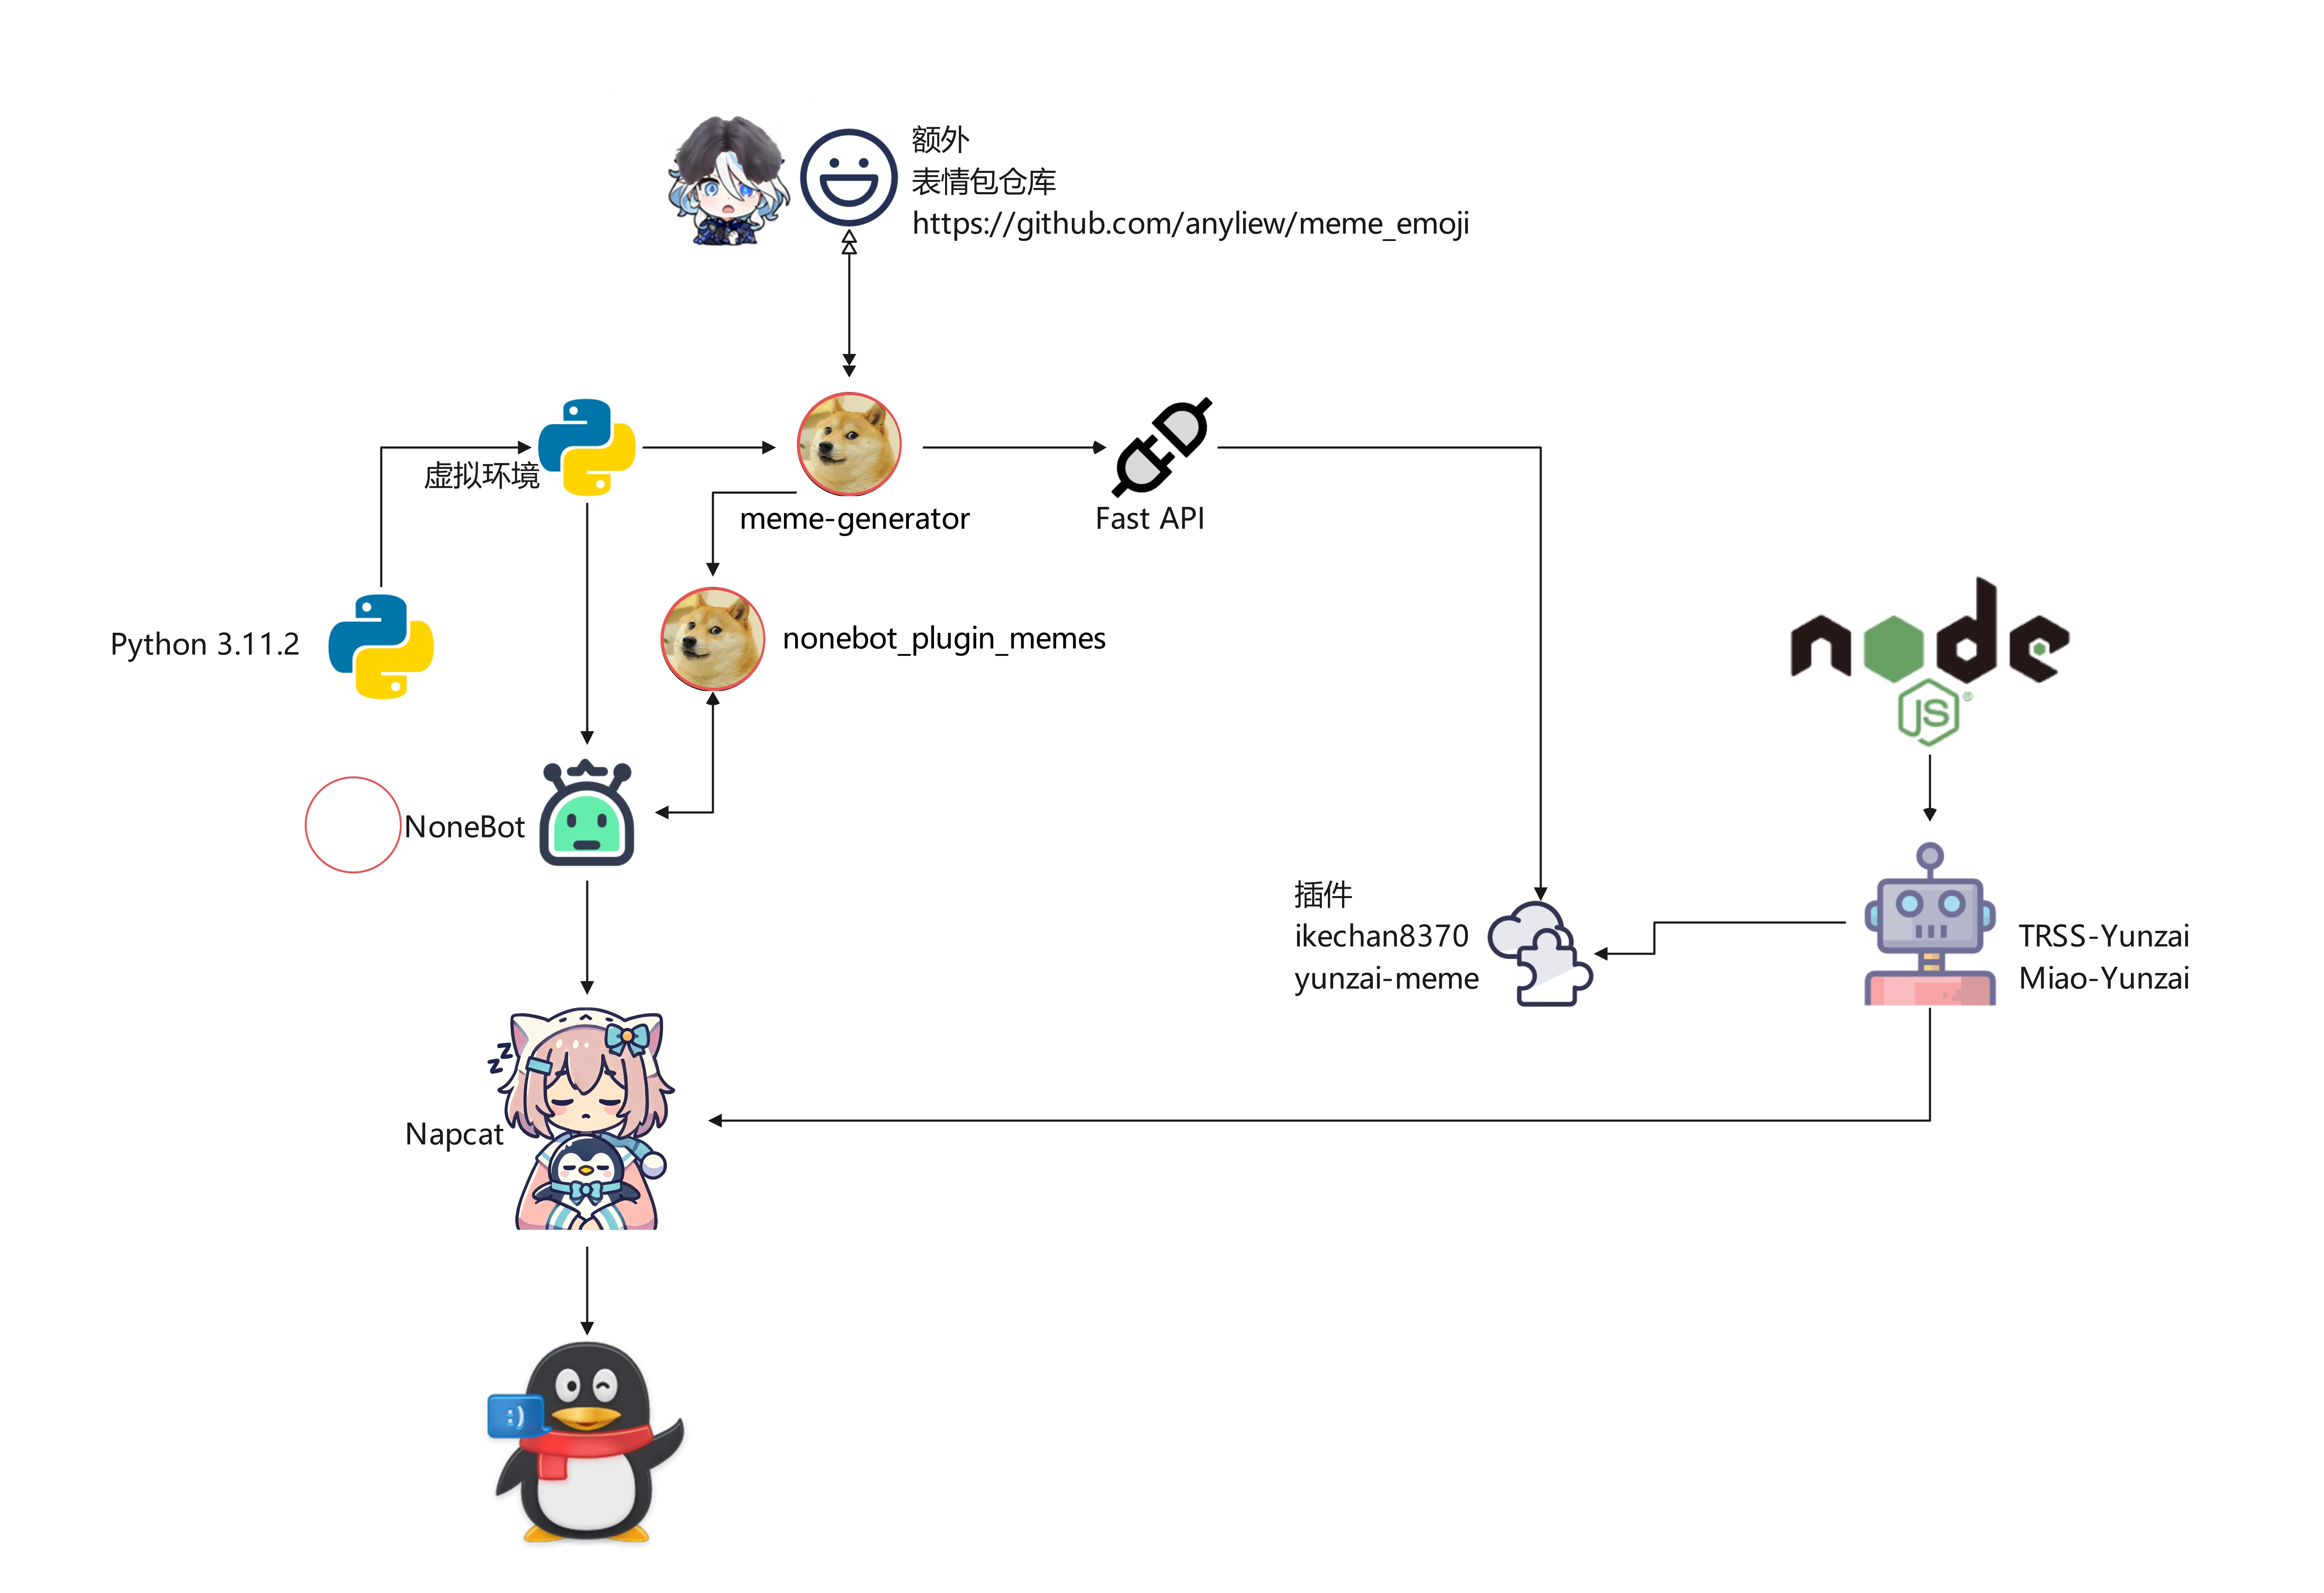 额外
表情包仓库
https://github.com/anyliew/meme_emoji
虚拟环境
meme-generator
Fast API
Python 3.11.2
nonebot_plugin_memes
node
JS
®
NoneBot
插件
ikechan8370
yunzai-meme
TRSS-Yunzai
Miao-Yunzai
z
z
Napcat
:)